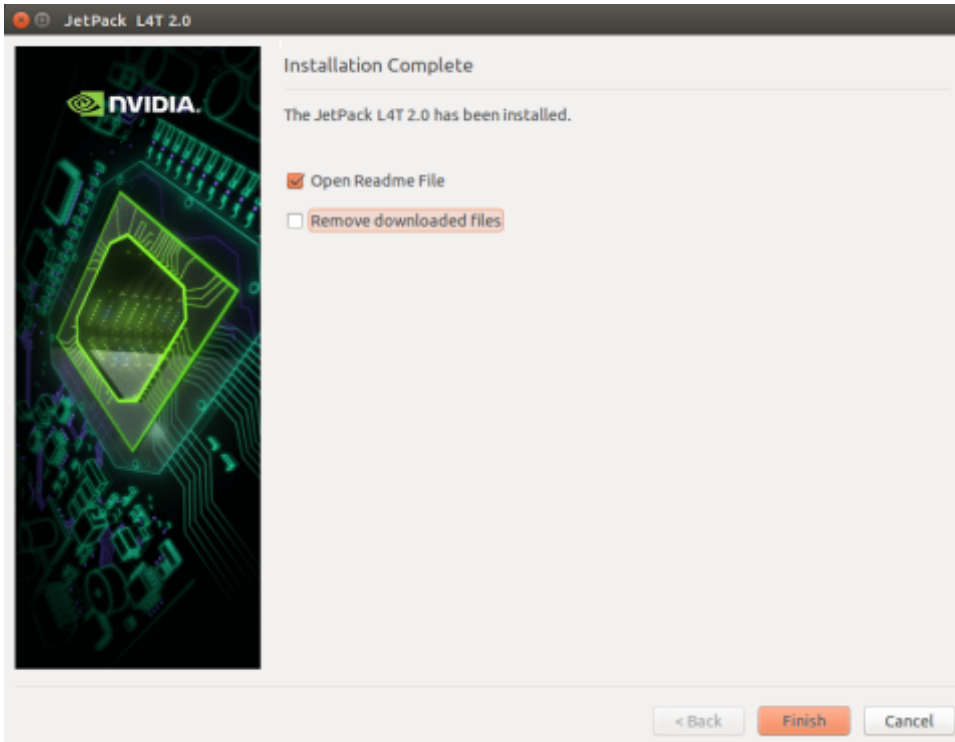 JetPack L4T 2.0
nVIDIA.
Installation Complete
The JetPack L4T 2.0 has been installed.
Open Readme File
Remove downloaded files
< Back
Finish
Cancel